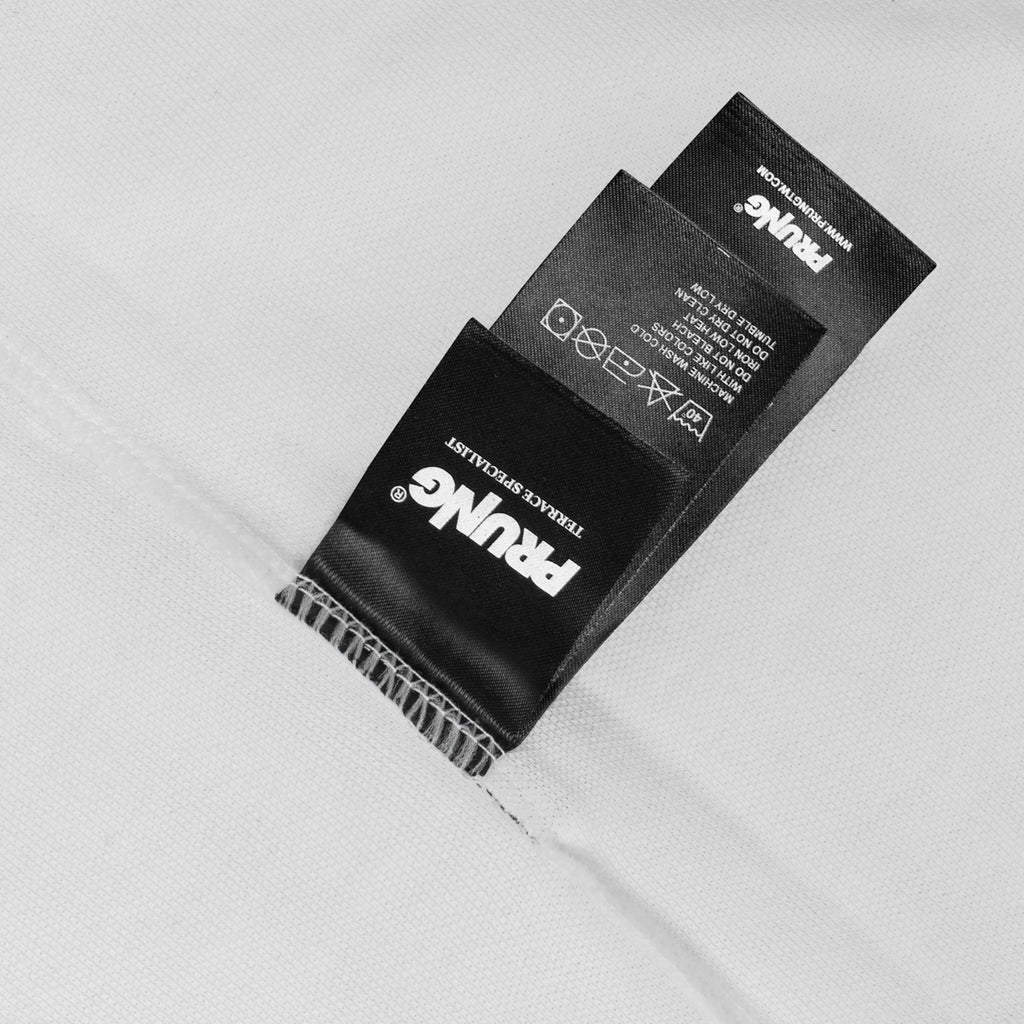 PRUNG®
TERRACE SPECIALIST
40°
MACHINE WASH COLD
WITH LIKE COLORS
DO NOT BLEACH
IRON LOW HEAT
DO NOT DRY CLEAN
TUMBLE DRY LOW
PRUNG®
WWW.PRUNGTW.COM